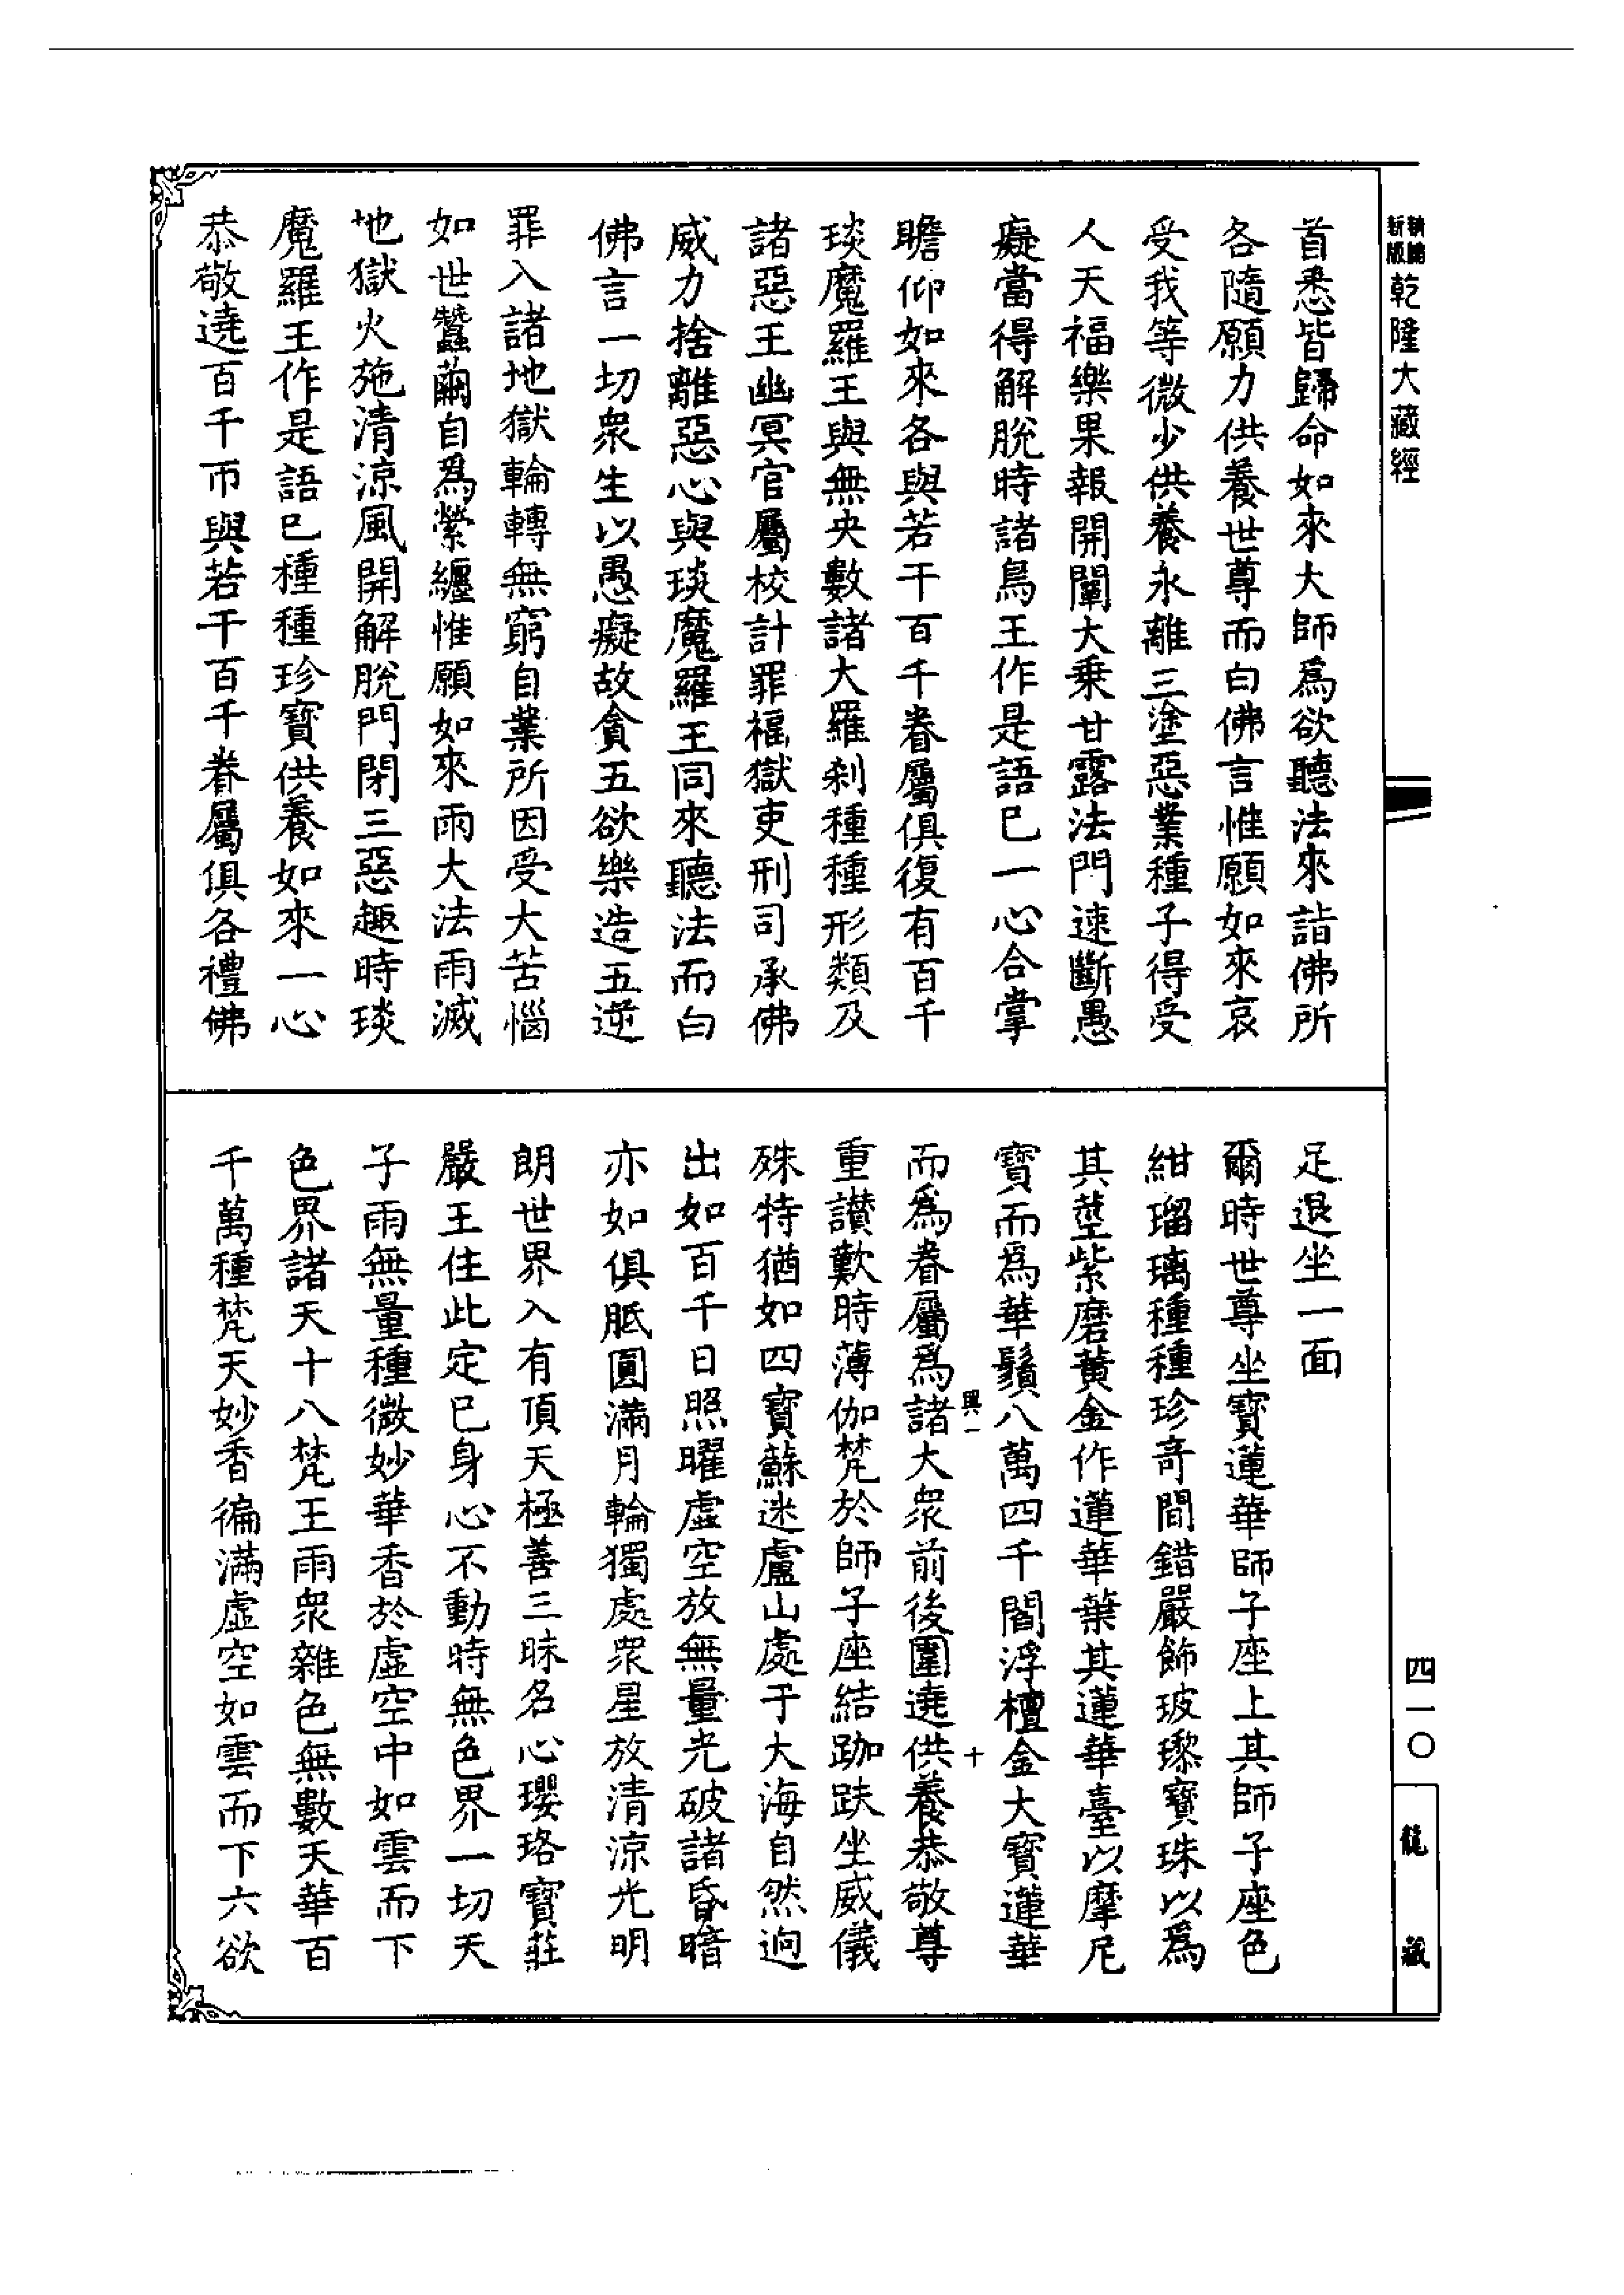 新編
新版
乾隆大藏經
首悉皆歸命如來大師爲欲聽法來詣佛所
各隨願力供養世尊而白佛言惟願如來哀
受我等微少供養永離三塗惡業種子得受
人天福樂果報開闡大乗甘露法門速斷愚
癡當得解脫時諸鳥王作是語已一心合掌
瞻仰如來各與若干百千眷屬俱復有百千
琰魔羅王與無央數諸大羅刹種種形類及
諸惡王幽冥官屬校計罪福獄吏刑司承佛
威力捨離惡心與琰魔羅王同來聽法而白
佛言一切衆生以愚癡故貪五欲樂造五逆
罪入諸地獄輪轉無窮自業所因受大苦惱
如世蠶繭自爲縈纏惟願如來雨大法雨滅
地獄火施清涼風開解脫門閉三惡趣時琰
魔羅王作是語已種種珍寶供養如來一心
恭敬遶百千帀與若干百千眷屬俱各禮佛
足退坐一面
爾時世尊坐寶蓮華師子座上其師子座色
紺瑠璃種種珍奇間錯嚴飾玻瓈寶珠以爲
其莖紫磨黃金作蓮華葉其蓮華臺以摩尼
寶而爲華鬚八萬四千閻浮檀金大寶蓮華
而爲眷屬爲諸大衆前後圍遶供養恭敬尊
重讃歎時薄伽梵於師子座結跏趺坐威儀
殊特猶如四寶蘇迷盧山處于大海自然逈
出如百千日照曜虛空放無量光破諸昏暗
亦如俱胝圓滿月輪獨處衆星放清涼光明
朗世界入有頂天極善三昧名心瓔珞寶莊
嚴王住此定已身心不動時無色界一切天
子雨無量種微妙華香於虛空中如雲而下
色界諸天十八梵王雨衆雜色無數天華百
千萬種梵天妙香徧滿虛空如雲而下六欲
興一
十
四一〇
龍藏